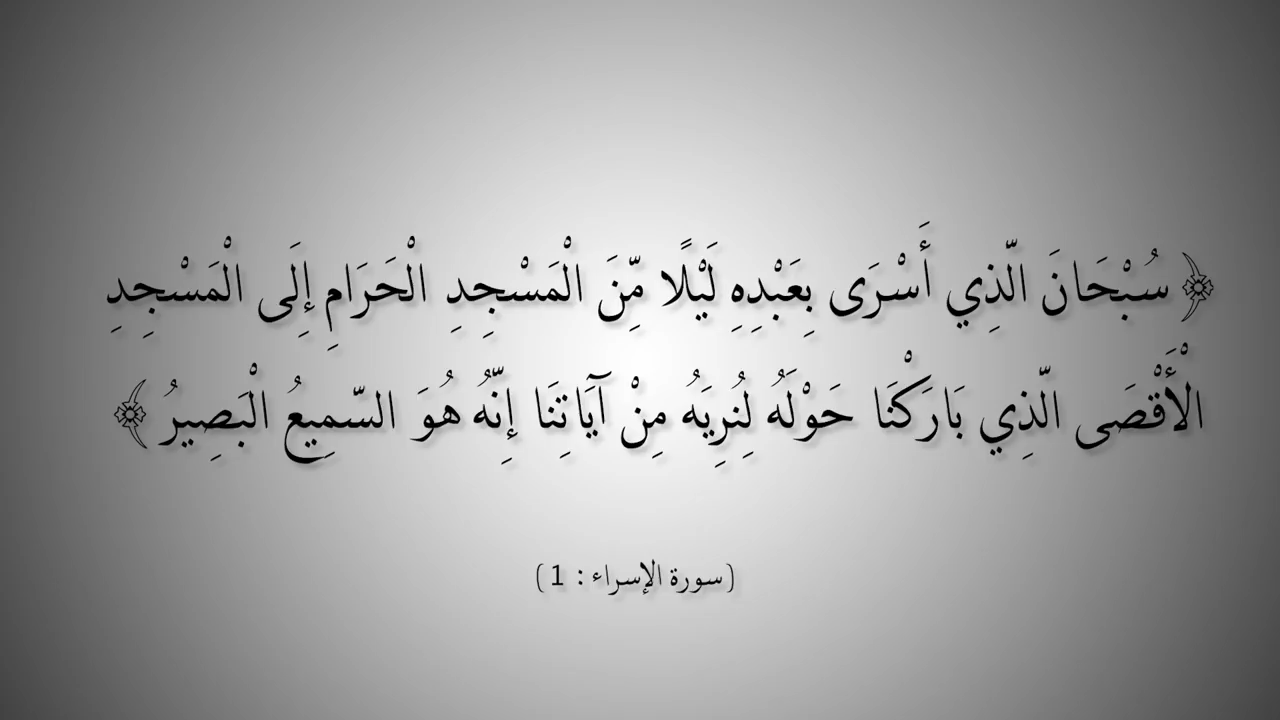 ﴿ سُبْحَانَ الَّذِي أَسْرَى بِعَبْدِهِ لَيْلًا مِّنَ الْمَسْجِدِ الْحَرَامِ إِلَى الْمَسْجِدِ
الْأَقْصَى الَّذِي بَارَكْنَا حَوْلَهُ لِنُرِيَهُ مِنْ آيَاتِنَا إِنَّهُ هُوَ السَّمِيعُ الْبَصِيرُ ﴾
(سورة الإسراء : 1)